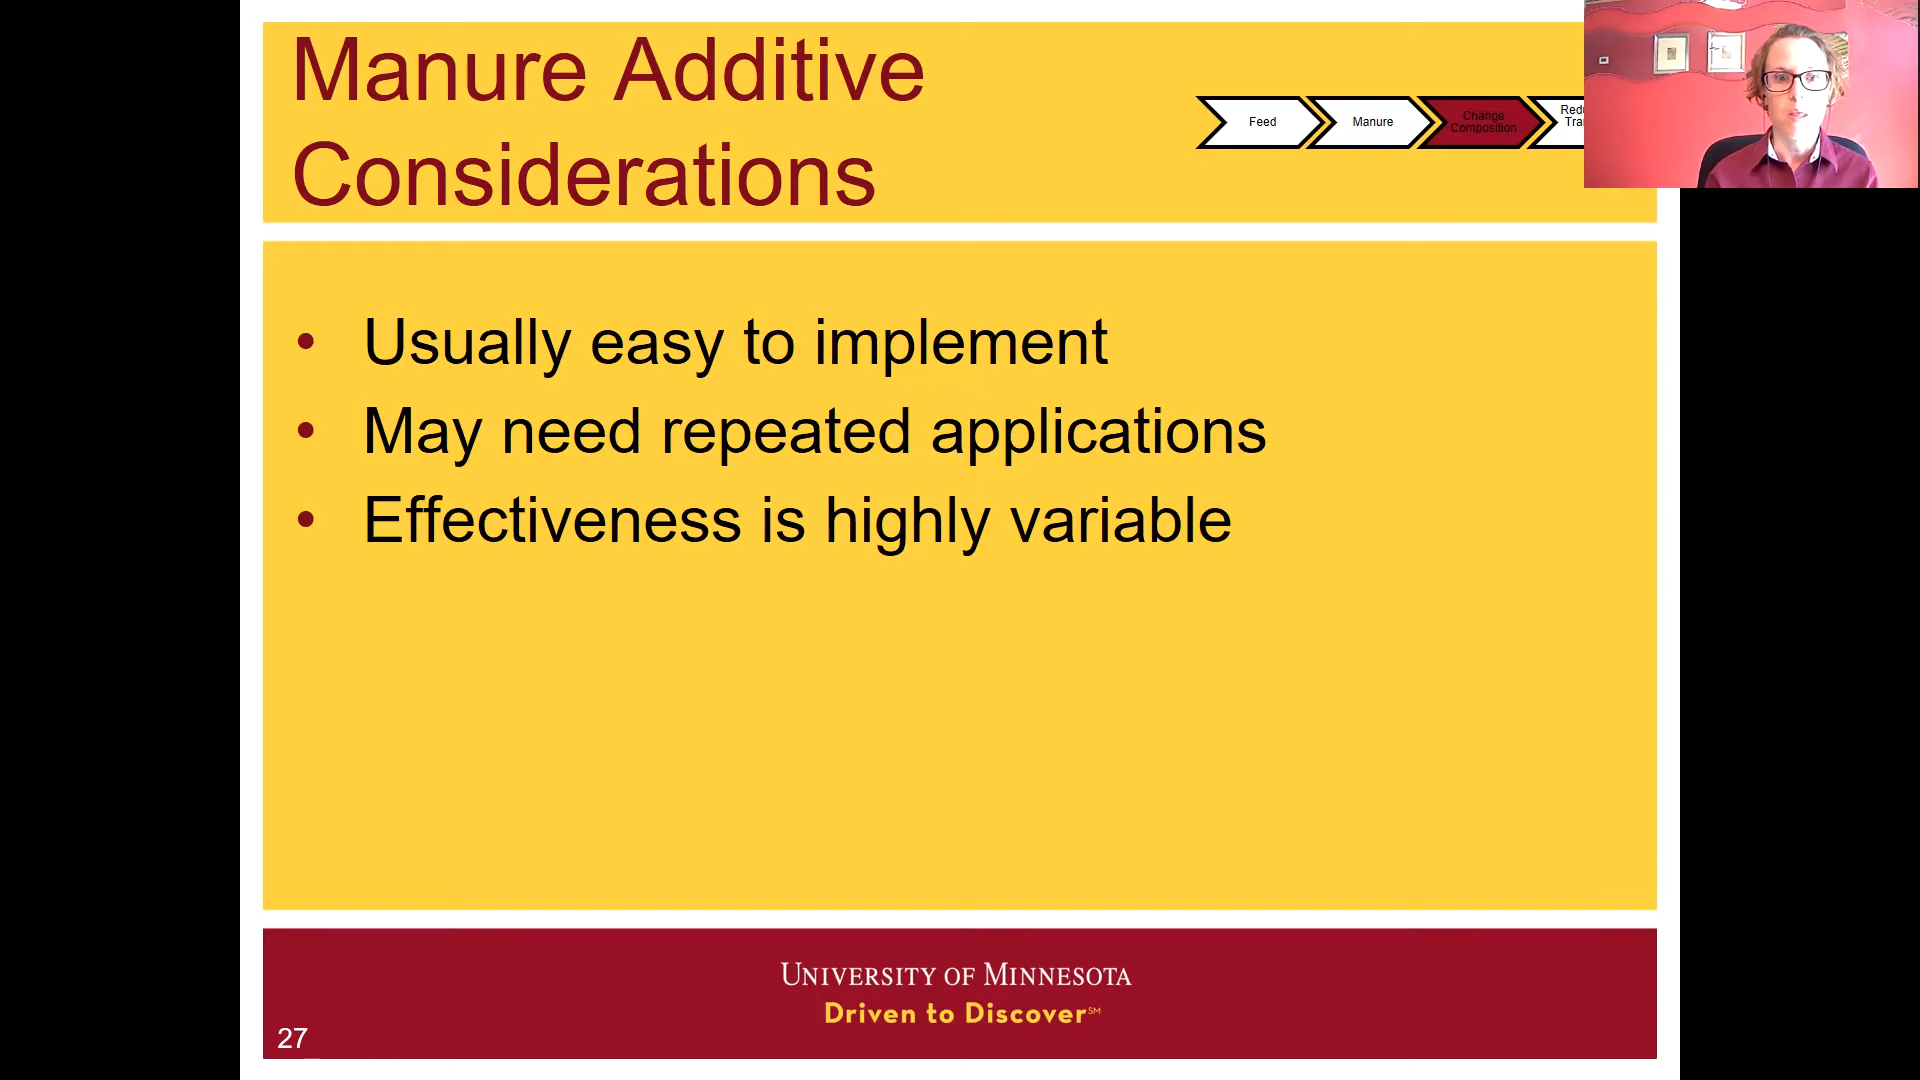 Manure Additive
Considerations
Feed
Manure
Change
Composition
Usually easy to implement
May need repeated applications
Effectiveness is highly variable
UNIVERSITY OF MINNESOTA
Driven to Discover℠
27